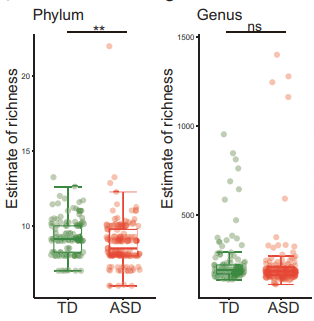 Phylum
**
Estimate of richness
20
15
10
TD ASD
Genus
ns
Estimate of richness
1500
1000
500
TD ASD